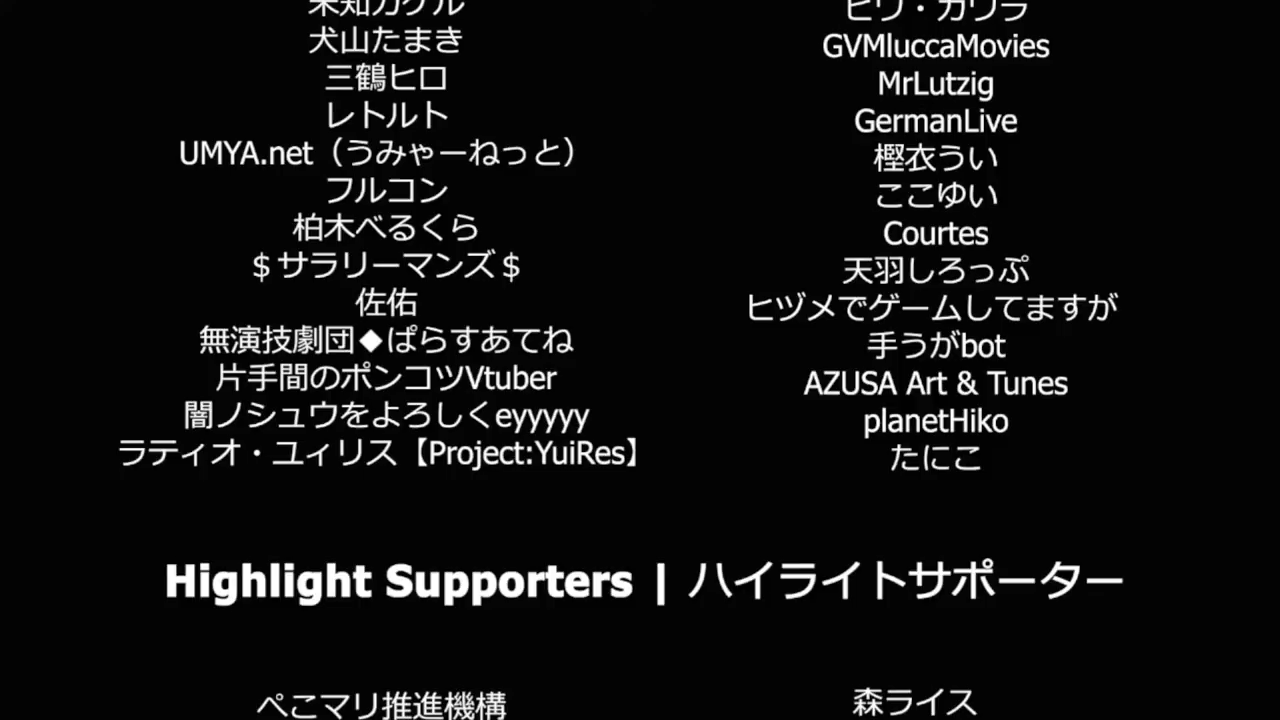 未知カケル
犬山たまき
三鶴ヒロ
レトルト
UMYA.net（うみゃーねっと）
フルコン
柏木べるくら
＄サラリーマンズ＄
佐佑
無演技劇団◆ぱらすあてね
片手間のポンコツVtuber
闇ノシュウをよろしくeyyyyy
ラティオ・ユィリス【Project:YuiRes】
GVMluccaMovies
MrLutzig
GermanLive
樫衣うい
ここゆい
Courtes
天羽しろっぷ
ヒヅメでゲームしてますが
手うがbot
AZUSA Art & Tunes
planetHiko
たにこ
Highlight Supporters | ハイライトサポーター
ぺこマリ推進機構
森ライス